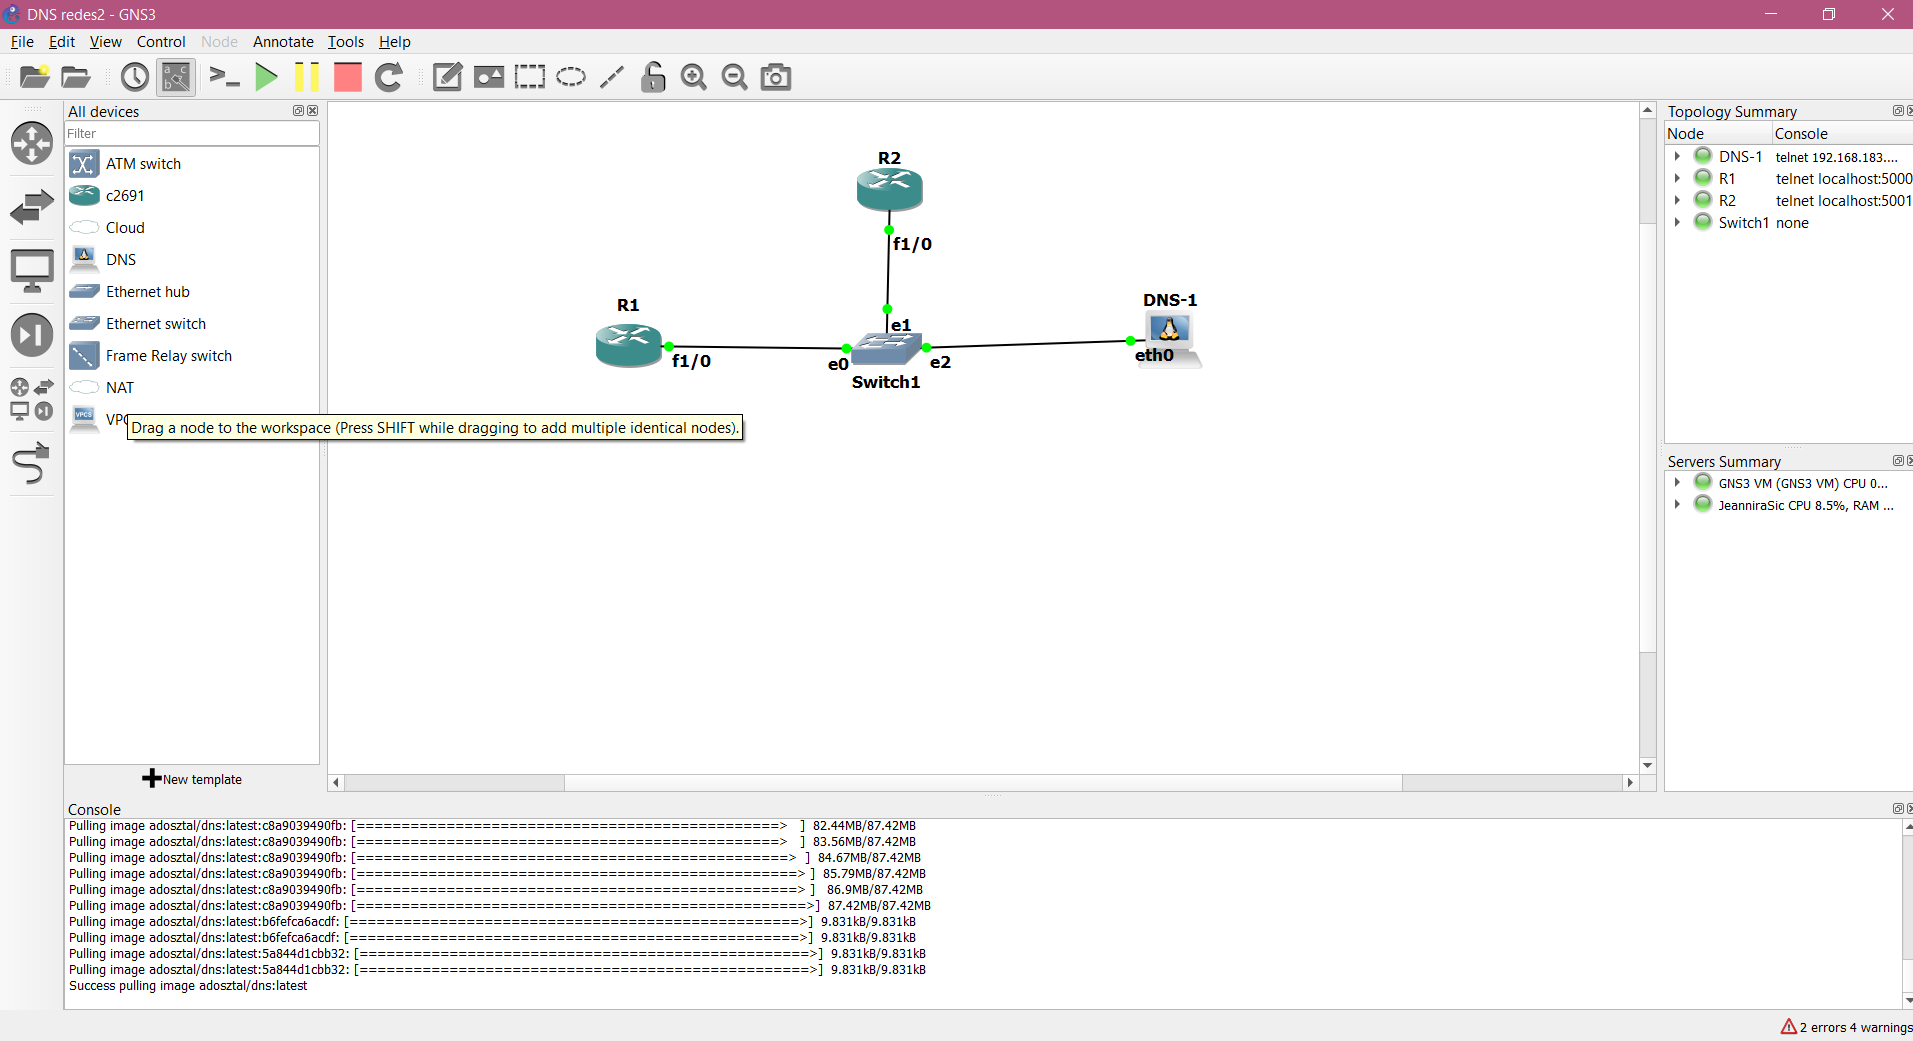 DNS redes2 - GNS3
File Edit View Control Node Annotate Tools Help
All devices
Filter
ATM switch
c2691
Cloud
DNS
Ethernet hub
Ethernet switch
Frame Relay switch
NAT
Drag a node to the workspace (Press SHIFT while dragging to add multiple identical nodes).
New template
R2
f1/0
R1
f1/0
e1
e0
e2
Switch1
DNS-1
eth0
Topology Summary
Node Console
DNS-1 telnet 192.168.183....
R1 telnet localhost:5000
R2 telnet localhost:5001
Switch1 none
Servers Summary
GNS3 VM (GNS3 VM) CPU 0...
JeanniraSic CPU 8.5%, RAM ...
Console
Pulling image adosztal/dns:latest:c8a9039490fb: [===============================================> ] 82.44MB/87.42MB
Pulling image adosztal/dns:latest:c8a9039490fb: [===============================================> ] 83.56MB/87.42MB
Pulling image adosztal/dns:latest:c8a9039490fb: [================================================> ] 84.67MB/87.42MB
Pulling image adosztal/dns:latest:c8a9039490fb: [=================================================> ] 85.79MB/87.42MB
Pulling image adosztal/dns:latest:c8a9039490fb: [=================================================> ] 86.9MB/87.42MB
Pulling image adosztal/dns:latest:c8a9039490fb: [==================================================>] 87.42MB/87.42MB
Pulling image adosztal/dns:latest:b6fefca6acdf: [==================================================>] 9.831kB/9.831kB
Pulling image adosztal/dns:latest:b6fefca6acdf: [==================================================>] 9.831kB/9.831kB
Pulling image adosztal/dns:latest:5a844d1cbb32: [==================================================>] 9.831kB/9.831kB
Pulling image adosztal/dns:latest:5a844d1cbb32: [==================================================>] 9.831kB/9.831kB
Success pulling image adosztal/dns:latest
2 errors 4 warnings